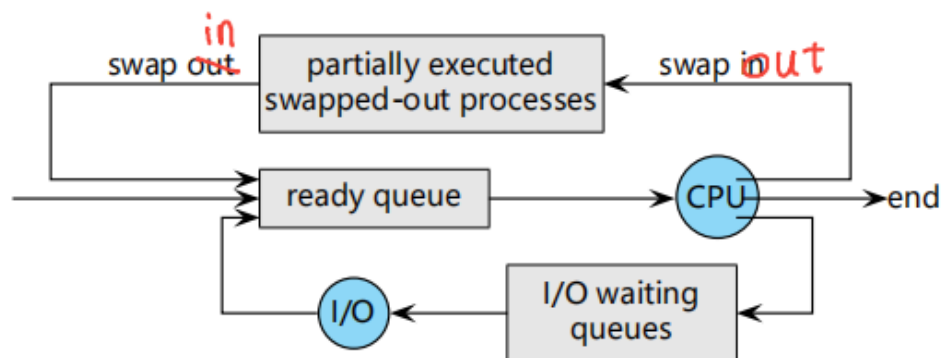 in
swap out
partially executed
swapped-out processes
swap in
out
ready queue
CPU
end
I/O
I/O waiting
queues